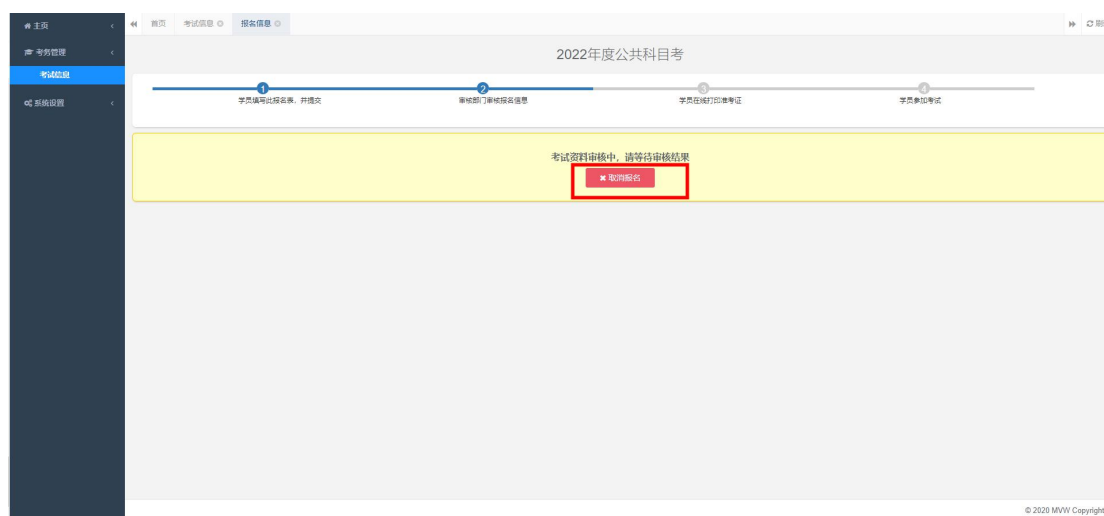 主页
首页 考试信息 报名信息
考务管理
考试信息
系统设置
2022年度公共科目考
1 2 3 4
学员填写此报名表，并提交 审核部门审核报名信息 学员在线打印准考证 学员参加考试
考试资料审核中，请等待审核结果
取消报名
© 2020 MVW Copyright